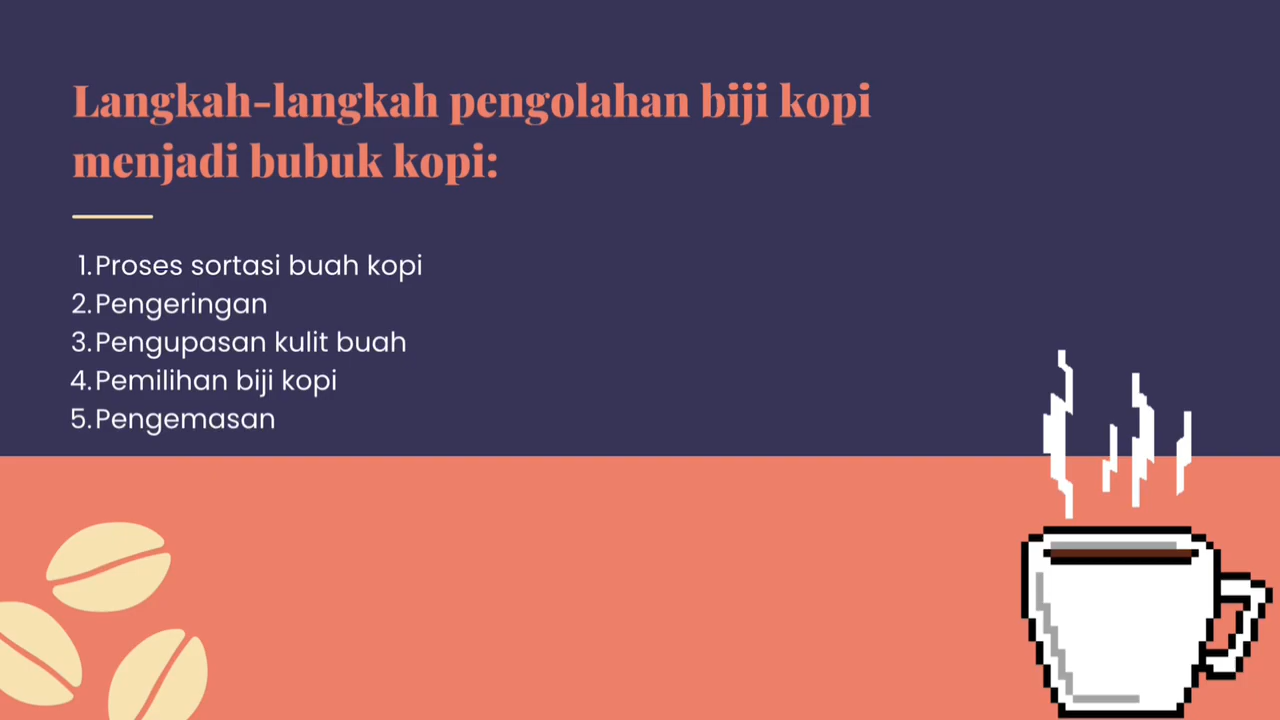 Langkah-langkah pengolahan biji kopi
menjadi bubuk kopi:
1.Proses sortasi buah kopi
2.Pengeringan
3.Pengupasan kulit buah
4.Pemilihan biji kopi
5.Pengemasan